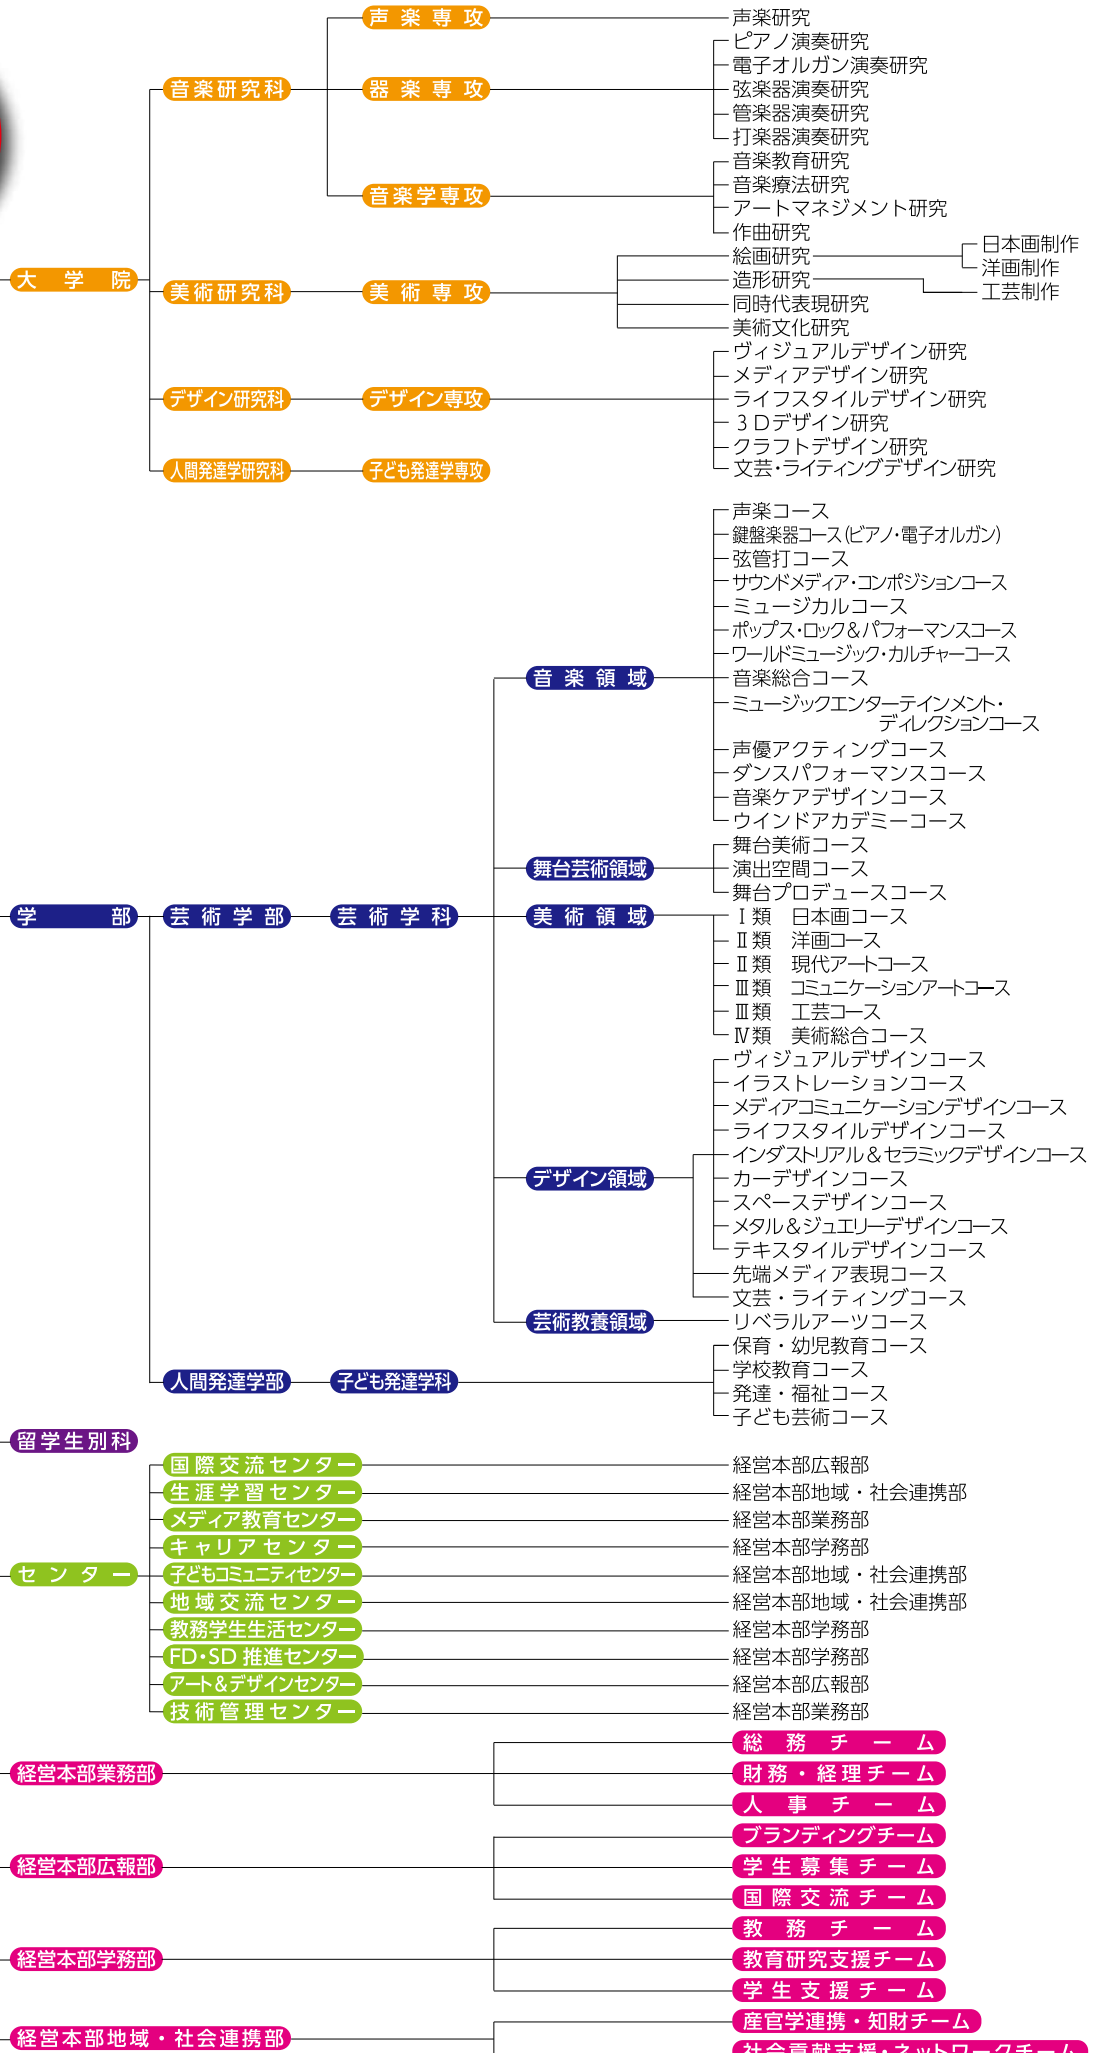 声楽専攻
声楽研究
ピアノ演奏研究
電子オルガン演奏研究
音楽研究科
器楽専攻
弦楽器演奏研究
管楽器演奏研究
打楽器演奏研究
音楽教育研究
音楽療法研究
音楽学専攻
アートマネジメント研究
作曲研究
絵画研究
日本画制作
洋画制作
大学院
造形研究
工芸制作
美術研究科
美術専攻
同時代表現研究
美術文化研究
ヴィジュアルデザイン研究
メディアデザイン研究
デザイン研究科
デザイン専攻
ライフスタイルデザイン研究
3Dデザイン研究
クラフトデザイン研究
人間発達学研究科
子ども発達学専攻
文芸・ライティングデザイン研究
声楽コース
鍵盤楽器コース(ピアノ・電子オルガン)
弦管打コース
サウンドメディア・コンポジションコース
ミュージカルコース
ポップス・ロック&パフォーマンスコース
ワールドミュージック・カルチャーコース
音楽領域
音楽総合コース
ミュージックエンターテインメント・
ディレクションコース
声優アクティングコース
ダンスパフォーマンスコース
音楽ケアデザインコース
ウインドアカデミーコース
舞台美術コース
舞台芸術領域
演出空間コース
舞台プロデュースコース
学部
芸術学部
芸術学科
美術領域
Ⅰ類 日本画コース
Ⅱ類 洋画コース
Ⅱ類 現代アートコース
Ⅲ類 コミュニケーションアートコース
Ⅲ類 工芸コース
Ⅳ類 美術総合コース
ヴィジュアルデザインコース
イラストレーションコース
メディアコミュニケーションデザインコース
ライフスタイルデザインコース
インダストリアル&セラミックデザインコース
デザイン領域
カーデザインコース
スペースデザインコース
メタル&ジュエリーデザインコース
テキスタイルデザインコース
先端メディア表現コース
文芸・ライティングコース
芸術教養領域
リベラルアーツコース
保育・幼児教育コース
人間発達学部
子ども発達学科
学校教育コース
発達・福祉コース
子ども芸術コース
留学生別科
国際交流センター
経営本部広報部
生涯学習センター
経営本部地域・社会連携部
メディア教育センター
経営本部業務部
キャリアセンター
経営本部学務部
センター
子どもコミュニティセンター
経営本部地域・社会連携部
地域交流センター
経営本部地域・社会連携部
教務学生生活センター
経営本部学務部
FD・SD推進センター
経営本部学務部
アート&デザインセンター
経営本部広報部
技術管理センター
経営本部業務部
総務チーム
経営本部業務部
財務・経理チーム
人事チーム
ブランディングチーム
経営本部広報部
学生募集チーム
国際交流チーム
教務チーム
経営本部学務部
教育研究支援チーム
学生支援チーム
産官学連携・知財チーム
経営本部地域・社会連携部
社会貢献支援・ネットワークチーム